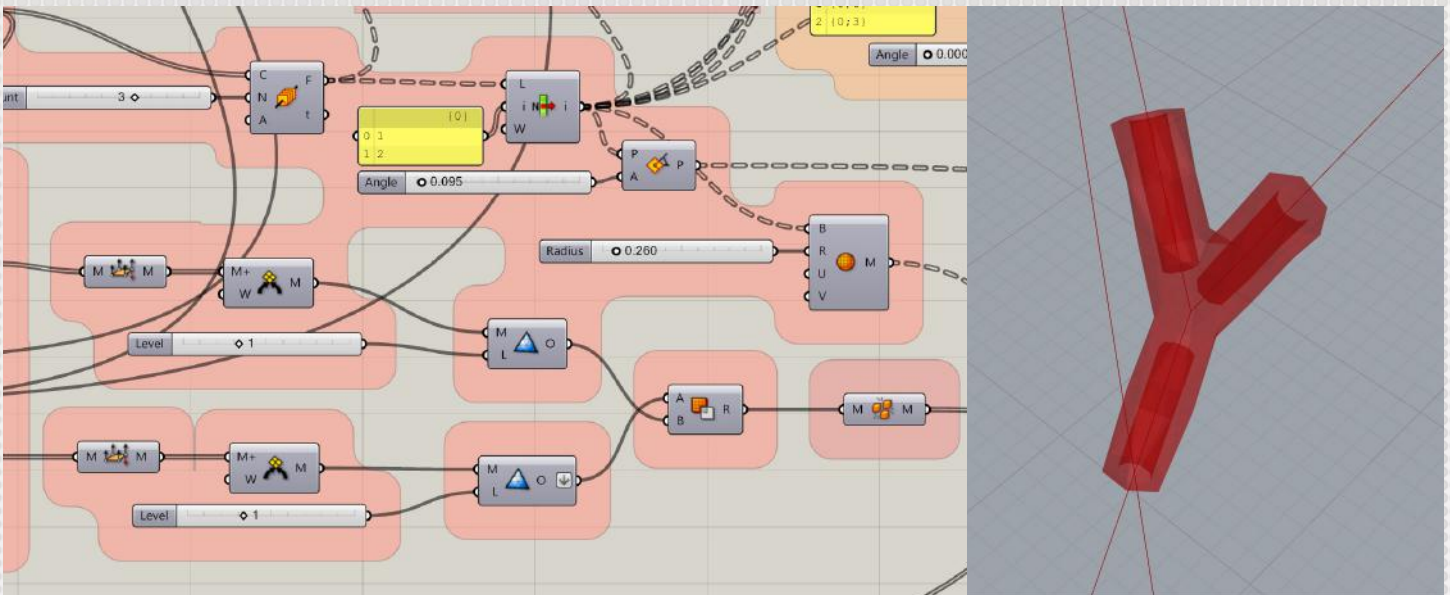 2 {0;3}
Angle 0.000
C F
unt 3
N
A t
L
i N i
W
{0}
0 1
1 2
P P
A
Angle 0.095
B
R M
U
V
Radius 0.260
M M
M+ M
W
Level 1
M O
L
A R
B
M M
M M
M+ M
W
M O
L
Level 1